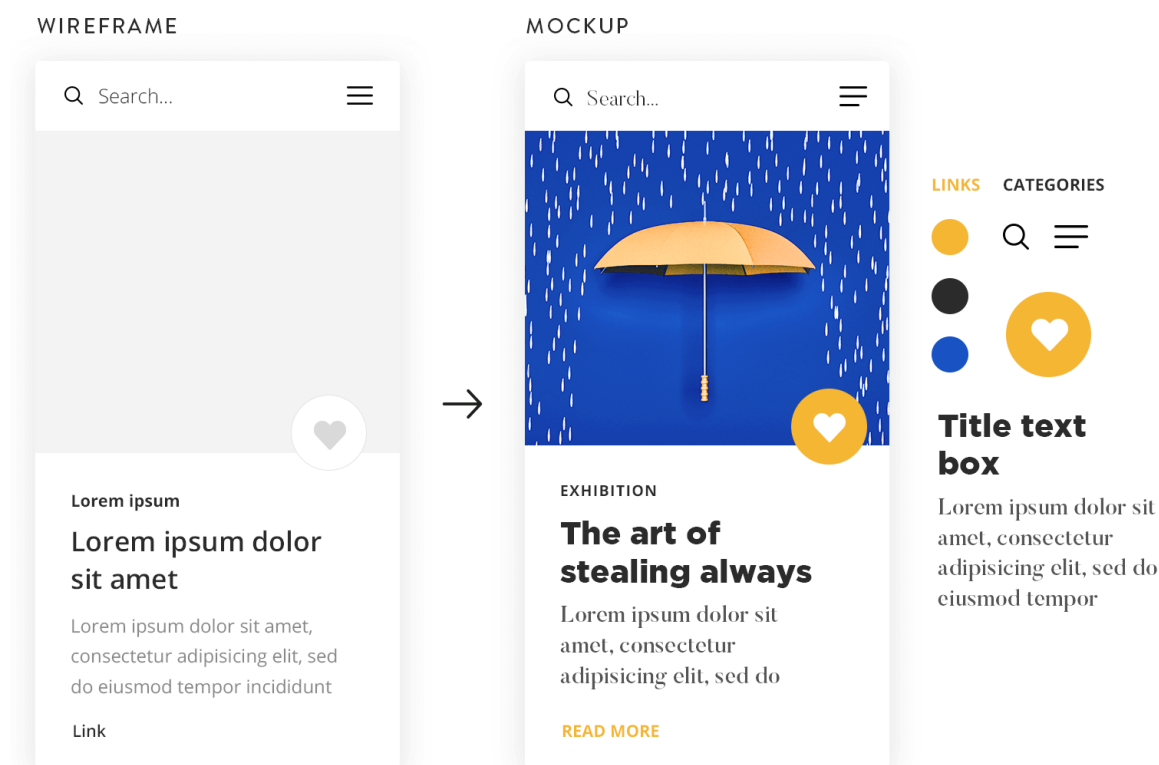 WIREFRAME
Search...
Lorem ipsum
Lorem ipsum dolor
sit amet
Lorem ipsum dolor sit amet,
consectetur adipisicing elit, sed
do eiusmod tempor incididunt
Link
MOCKUP
Search...
EXHIBITION
The art of
stealing always
Lorem ipsum dolor sit
amet, consectetur
adipisicing elit, sed do
READ MORE
LINKS CATEGORIES
Title text
box
Lorem ipsum dolor sit
amet, consectetur
adipisicing elit, sed do
eiusmod tempor